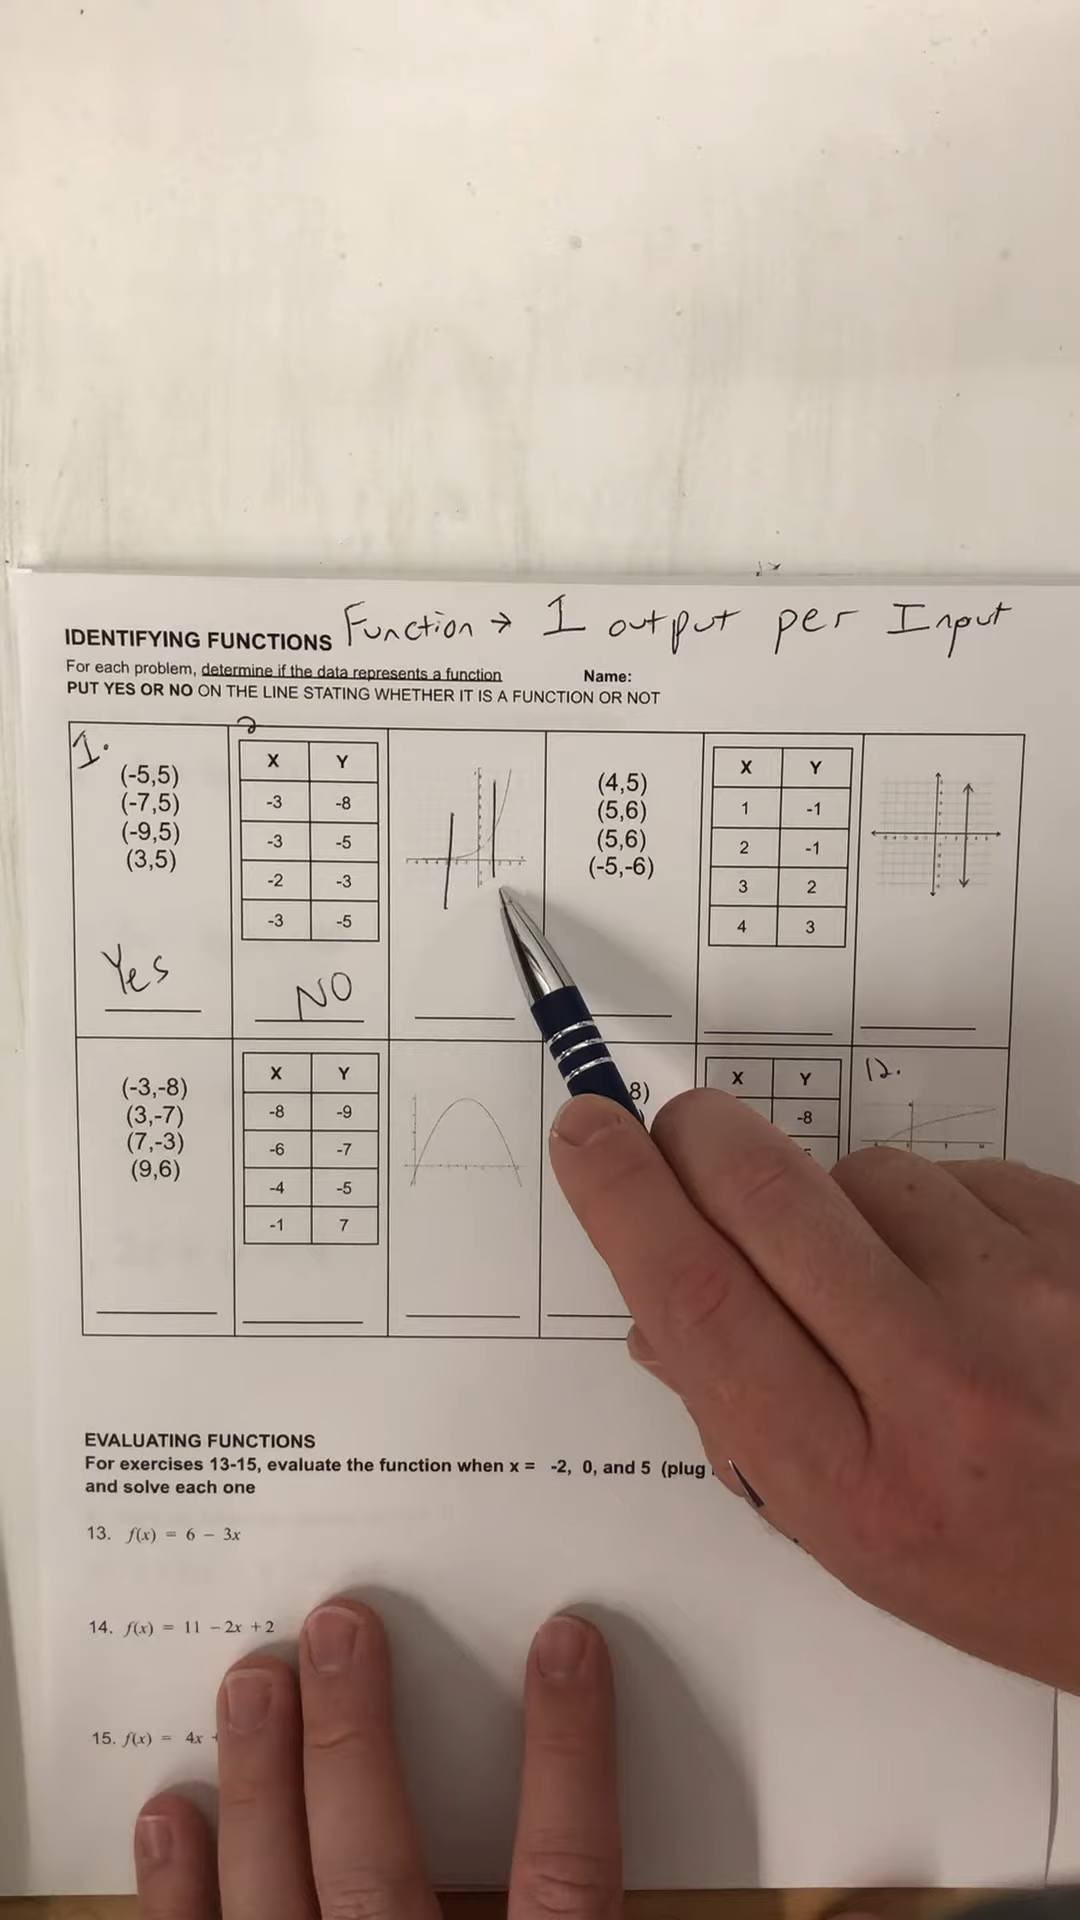 Function → 1 output per Input
IDENTIFYING FUNCTIONS
For each problem, determine if the data represents a function Name:
PUT YES OR NO ON THE LINE STATING WHETHER IT IS A FUNCTION OR NOT
1.
(-5,5)
(-7,5)
(-9,5)
(3,5)
Yes
2
X Y
-3 -8
-3 -5
-2 -3
-3 -5
NO
(4,5)
(5,6)
(5,6)
(-5,-6)
X Y
1 -1
2 -1
3 2
4 3
(-3,-8)
(3,-7)
(7,-3)
(9,6)
X Y
-8 -9
-6 -7
-4 -5
-1 7
8)
X Y
-8
12.
EVALUATING FUNCTIONS
For exercises 13-15, evaluate the function when x = -2, 0, and 5 (plug
and solve each one
13. f(x) = 6 - 3x
14. f(x) = 11 - 2x + 2
15. f(x) = 4x +